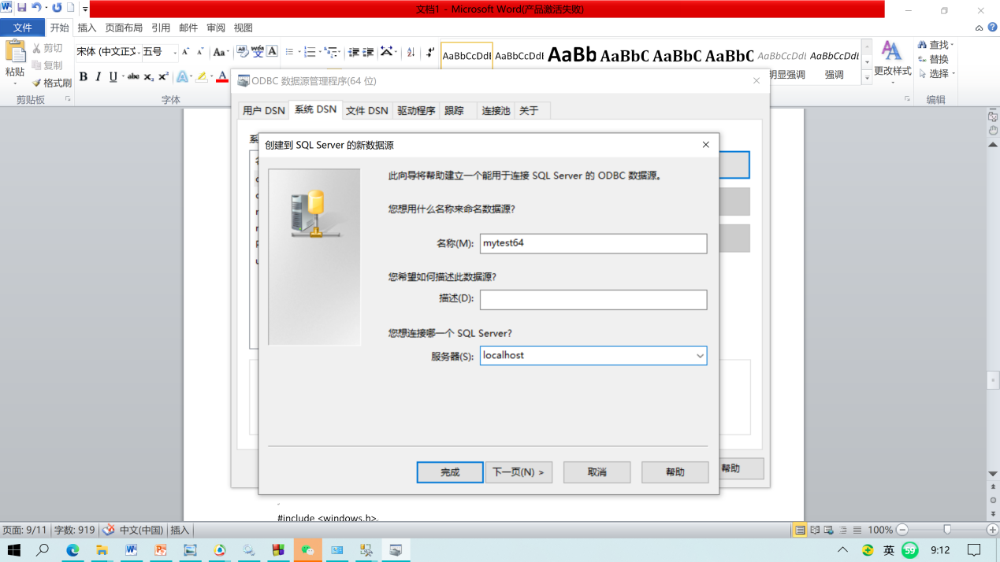 文档1 - Microsoft Word(产品激活失败)
文件 开始 插入 页面布局 引用 邮件 审阅 视图
粘贴 剪切 复制 格式刷
宋体 (中文正文 五号
AaBbCcDdI AaBbCcDdI AaBb AaBbC AaBbC AaBbC AaBbCcDdI AaBbCcDdI
明显强调 强调
更改样式
查找
替换
选择
剪贴板 字体 编辑
ODBC 数据源管理程序(64 位)
用户 DSN 系统 DSN 文件 DSN 驱动程序 跟踪 连接池 关于
创建到 SQL Server 的新数据源
此向导将帮助建立一个能用于连接 SQL Server 的 ODBC 数据源。
您想用什么名称来命名数据源?
名称(M): mytest64
您希望如何描述此数据源?
描述(D):
您想连接哪一个 SQL Server?
服务器(S): localhost
完成 下一页(N) > 取消 帮助
帮助
#include <windows.h>
页面: 9/11 字数: 919 中文(中国) 插入 100%
英 59 9:12